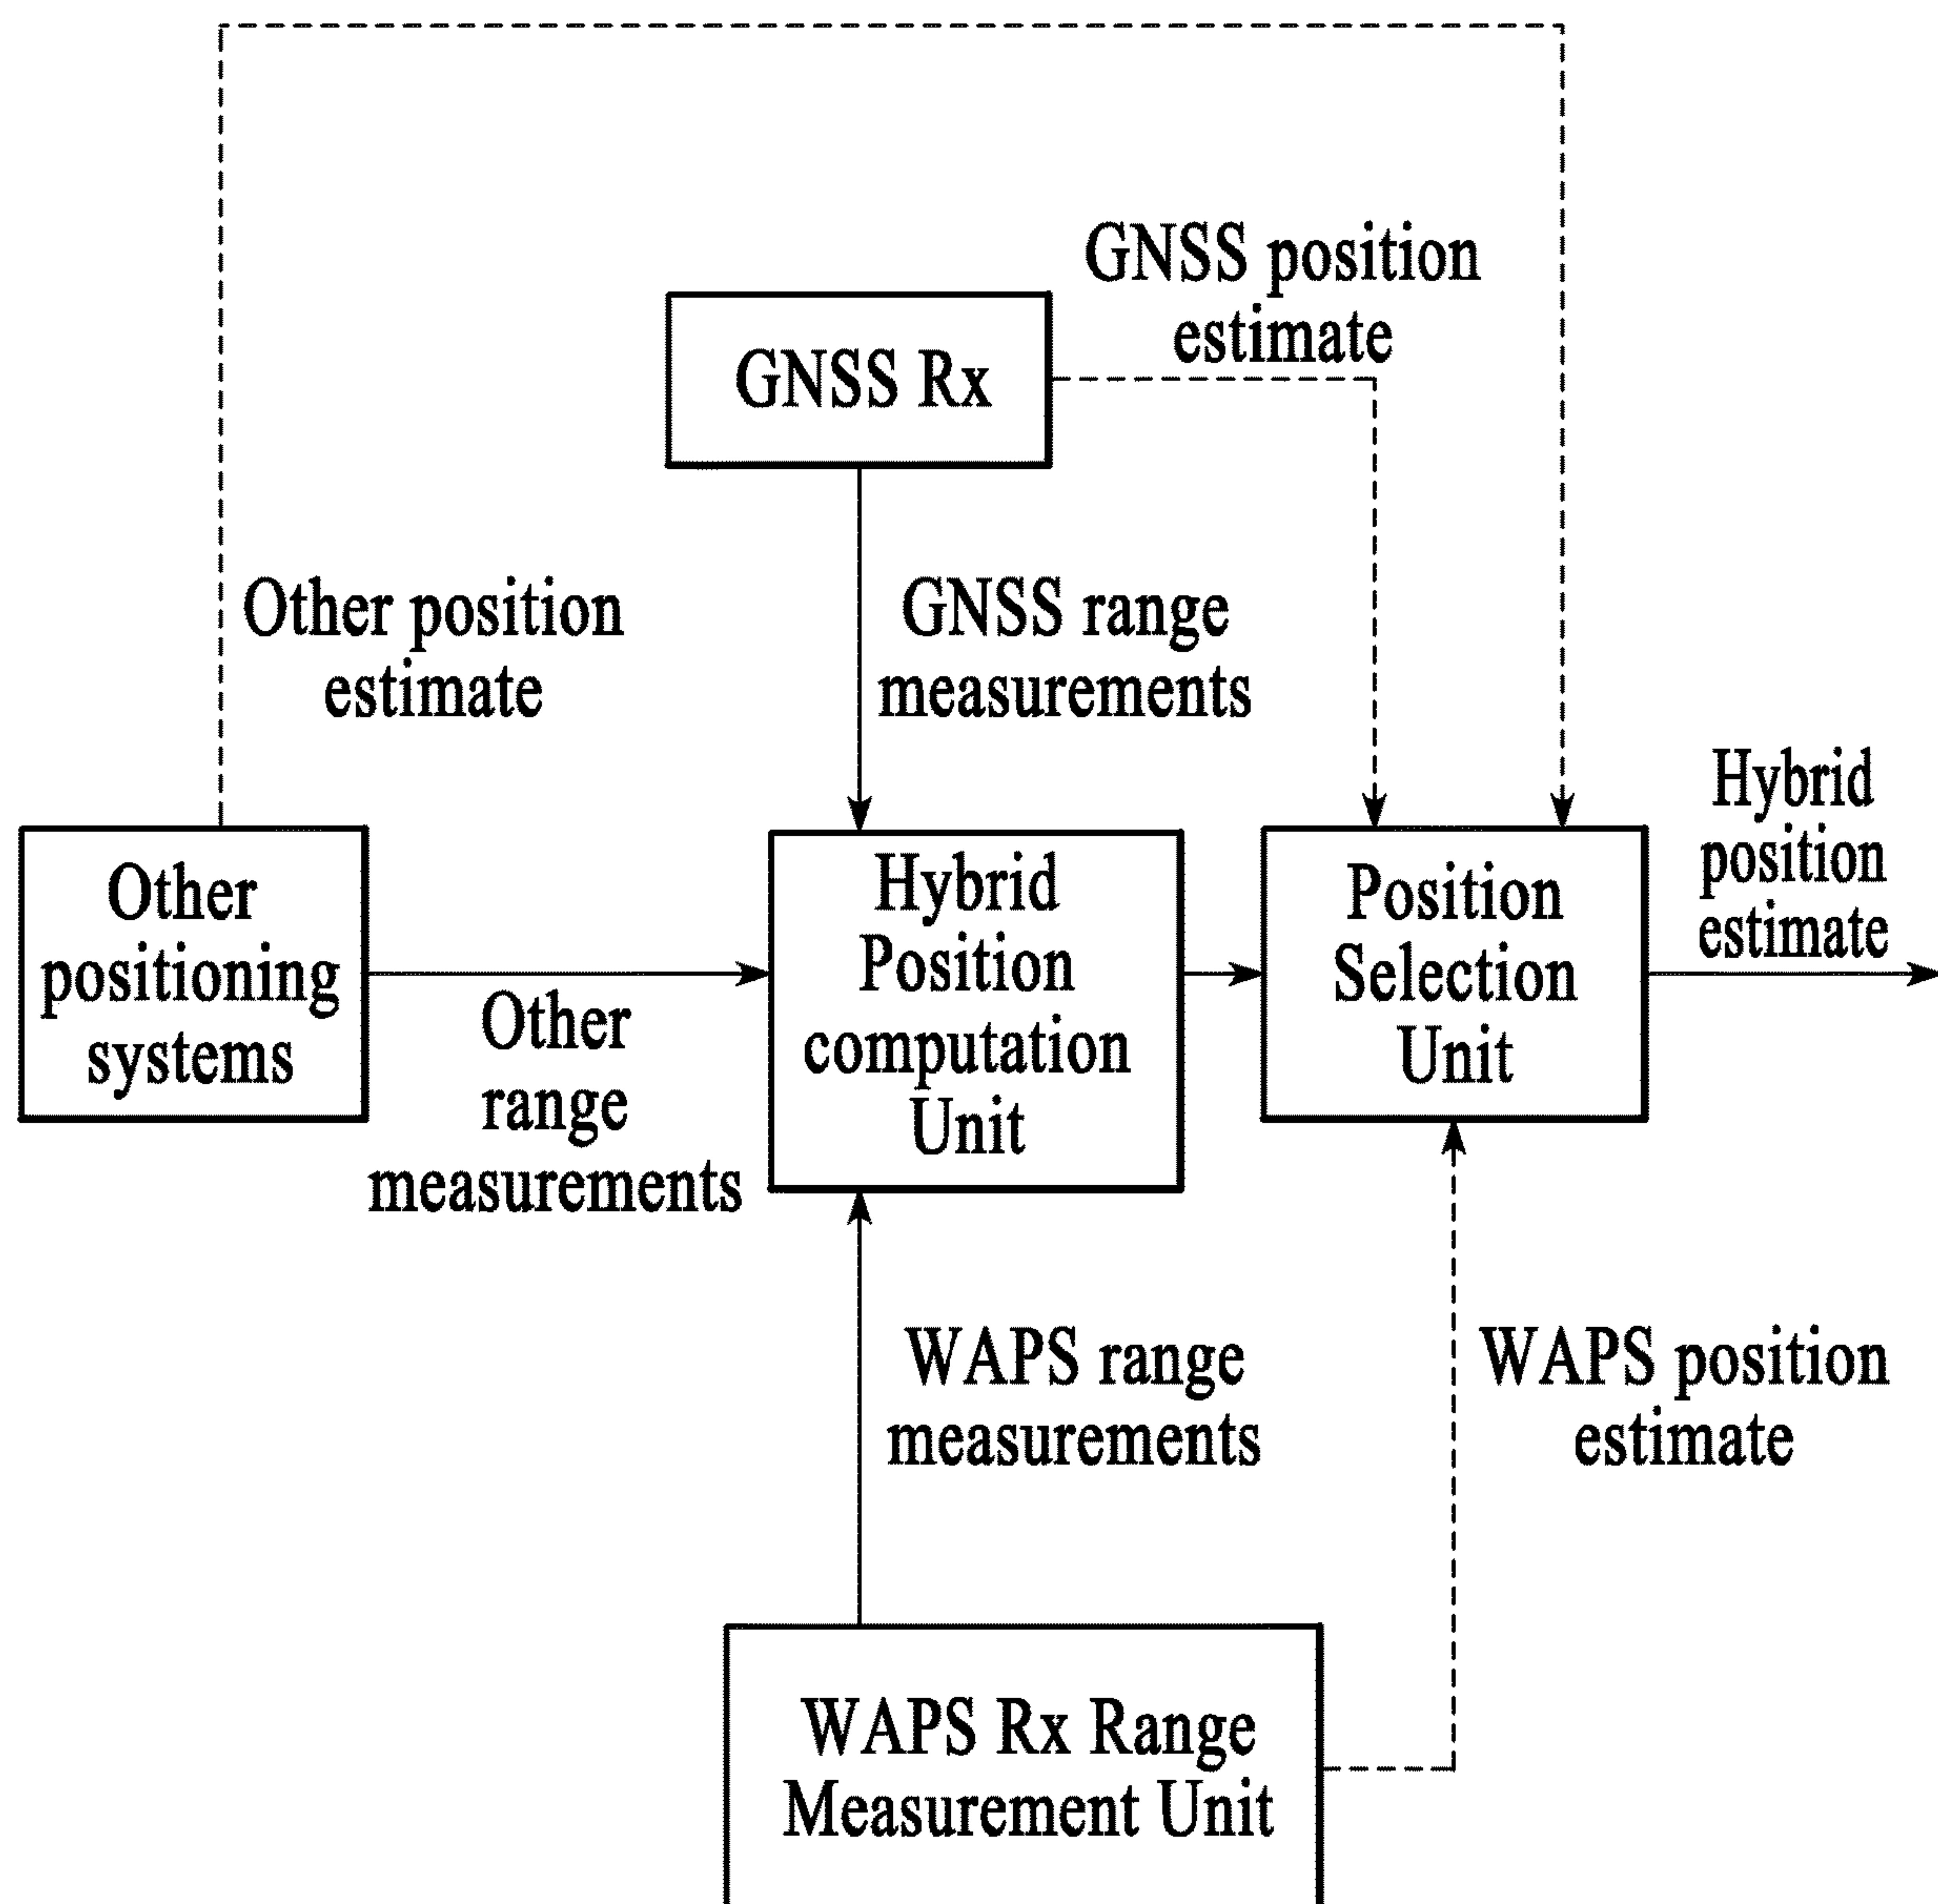 GNSS position
estimate
GNSS Rx
Other position
estimate
GNSS range
measurements
Hybrid
position
estimate
Other
positioning
systems
Other
range
measurements
Hybrid
Position
computation
Unit
Position
Selection
Unit
WAPS range
measurements
WAPS position
estimate
WAPS Rx Range
Measurement Unit